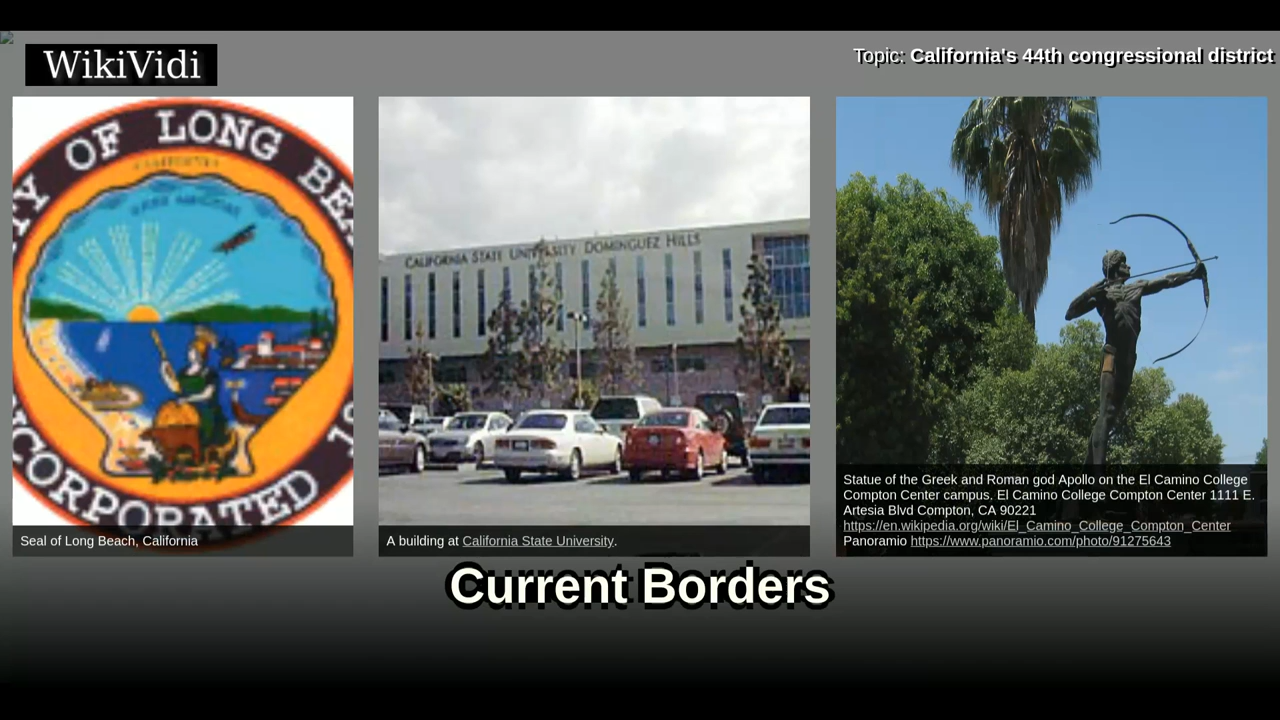 WikiVidi
Topic: California's 44th congressional district
TY OF LONG BEA
CORPORATED 1
Seal of Long Beach, California
CALIFORNIA STATE UNIVERSITY DOMINGUEZ HILLS
A building at California State University.
Statue of the Greek and Roman god Apollo on the El Camino College
Compton Center campus. El Camino College Compton Center 1111 E.
Artesia Blvd Compton, CA 90221
https://en.wikipedia.org/wiki/El_Camino_College_Compton_Center
Panoramio https://www.panoramio.com/photo/91275643
Current Borders